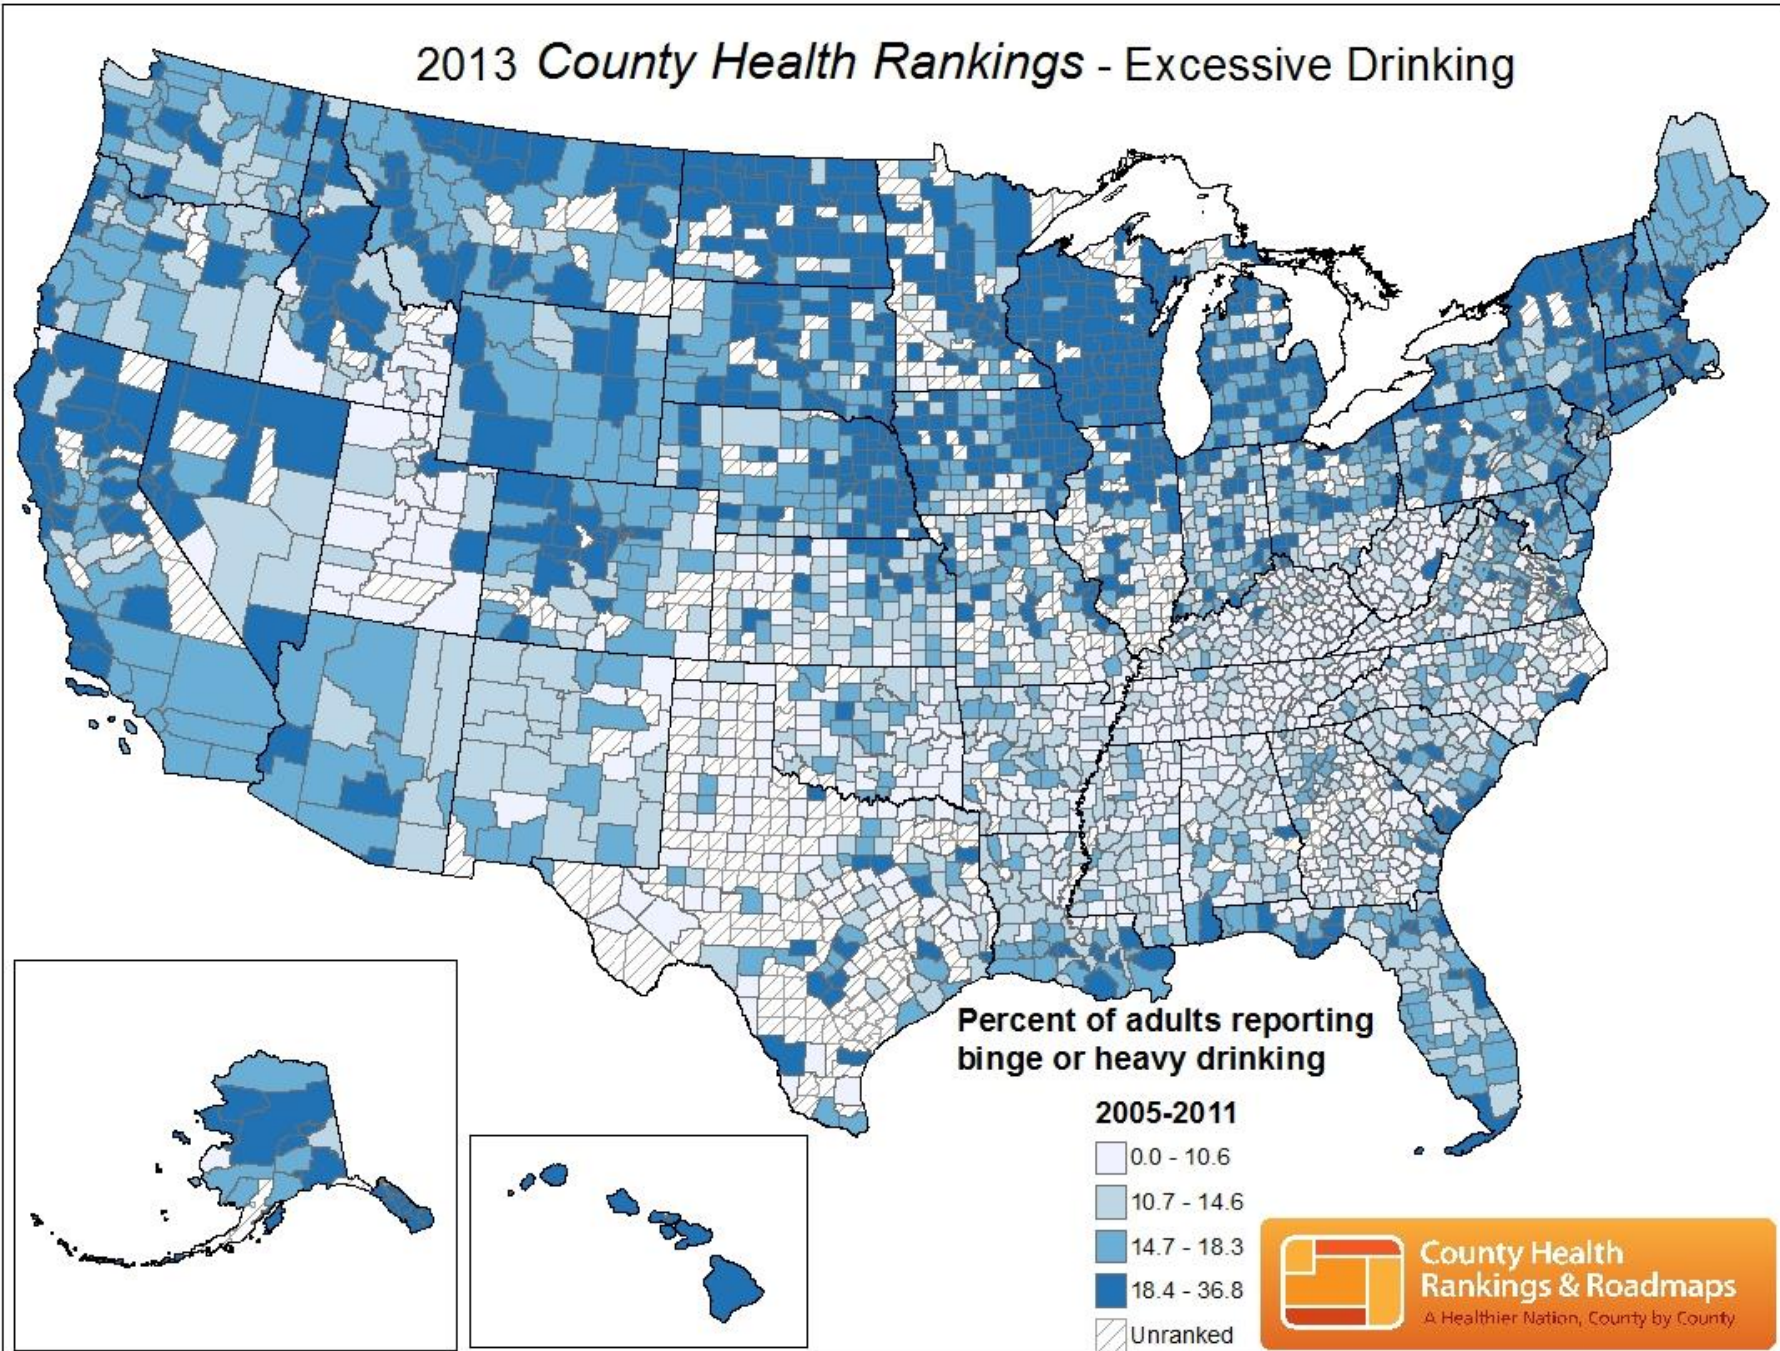 2013 County Health Rankings - Excessive Drinking
Percent of adults reporting
binge or heavy drinking
2005-2011
0.0 - 10.6
10.7 - 14.6
14.7 - 18.3
18.4 - 36.8
Unranked
County Health
Rankings & Roadmaps
A Healthier Nation, County by County